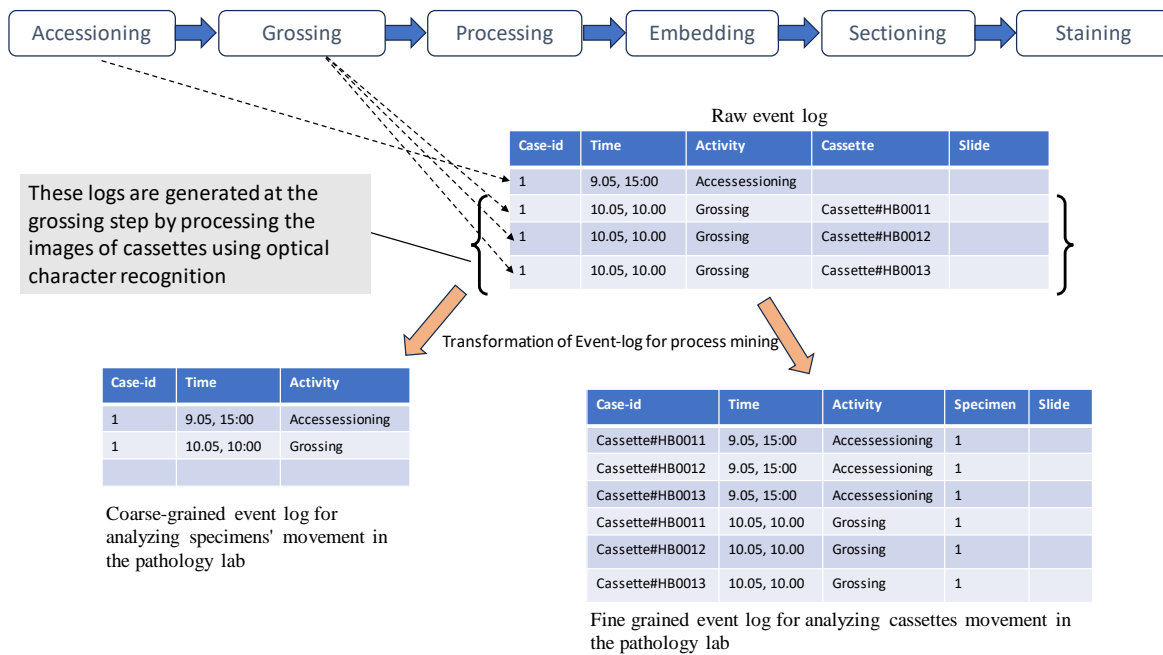 Accessioning Grossing Processing Embedding Sectioning Staining
Raw event log
Case-id Time Activity Cassette Slide
1 9.05, 15:00 Accessessioning
1 10.05, 10.00 Grossing Cassette#HB0011
1 10.05, 10.00 Grossing Cassette#HB0012
1 10.05, 10.00 Grossing Cassette#HB0013
These logs are generated at the
grossing step by processing the
images of cassettes using optical
character recognition
Transformation of Event-log for process mining
Case-id Time Activity
1 9.05, 15:00 Accessessioning
1 10.05, 10:00 Grossing
Coarse-grained event log for
analyzing specimens' movement in
the pathology lab
Case-id Time Activity Specimen Slide
Cassette#HB0011 9.05, 15:00 Accessessioning 1
Cassette#HB0012 9.05, 15:00 Accessessioning 1
Cassette#HB0013 9.05, 15:00 Accessessioning 1
Cassette#HB0011 10.05, 10.00 Grossing 1
Cassette#HB0012 10.05, 10.00 Grossing 1
Cassette#HB0013 10.05, 10.00 Grossing 1
Fine grained event log for analyzing cassettes movement in
the pathology lab